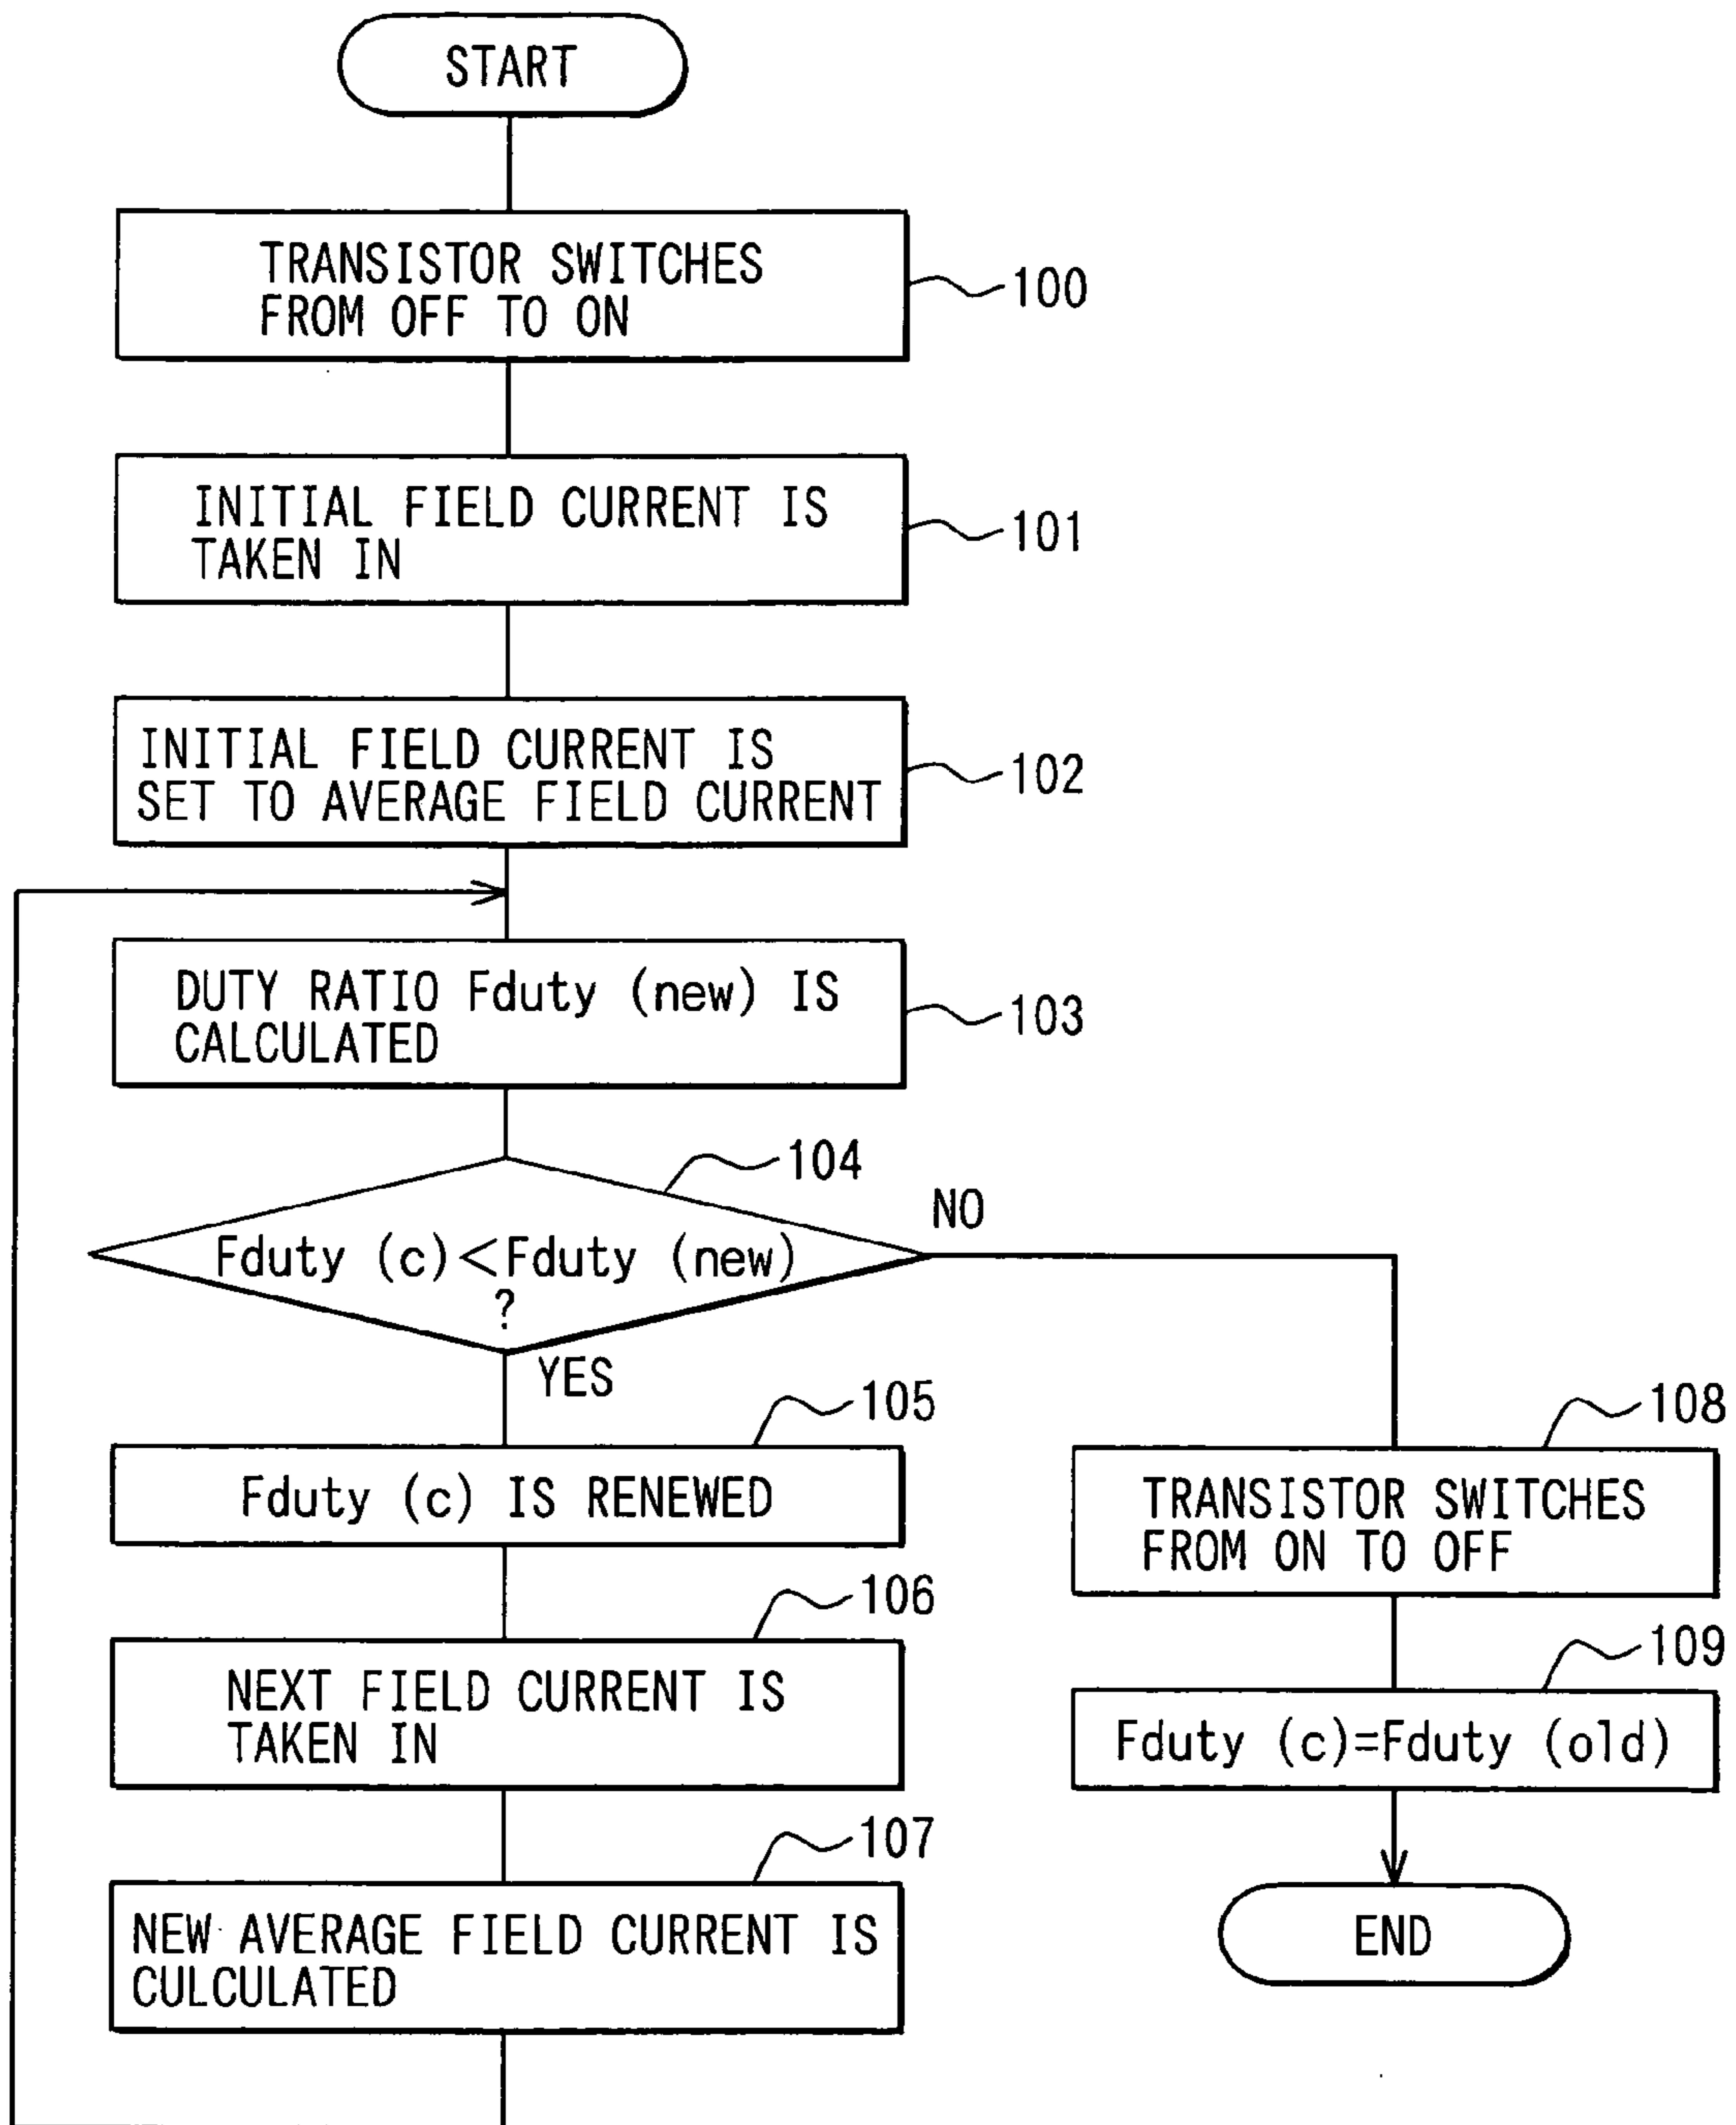 START
TRANSISTOR SWITCHES
FROM OFF TO ON
100
INITIAL FIELD CURRENT IS
TAKEN IN
101
INITIAL FIELD CURRENT IS
SET TO AVERAGE FIELD CURRENT
102
DUTY RATIO Fduty (new) IS
CALCULATED
103
104
Fduty (c)<Fduty (new)
?
NO
YES
105
Fduty (c) IS RENEWED
106
NEXT FIELD CURRENT IS
TAKEN IN
107
NEW AVERAGE FIELD CURRENT IS
CULCULATED
108
TRANSISTOR SWITCHES
FROM ON TO OFF
109
Fduty (c)=Fduty (old)
END